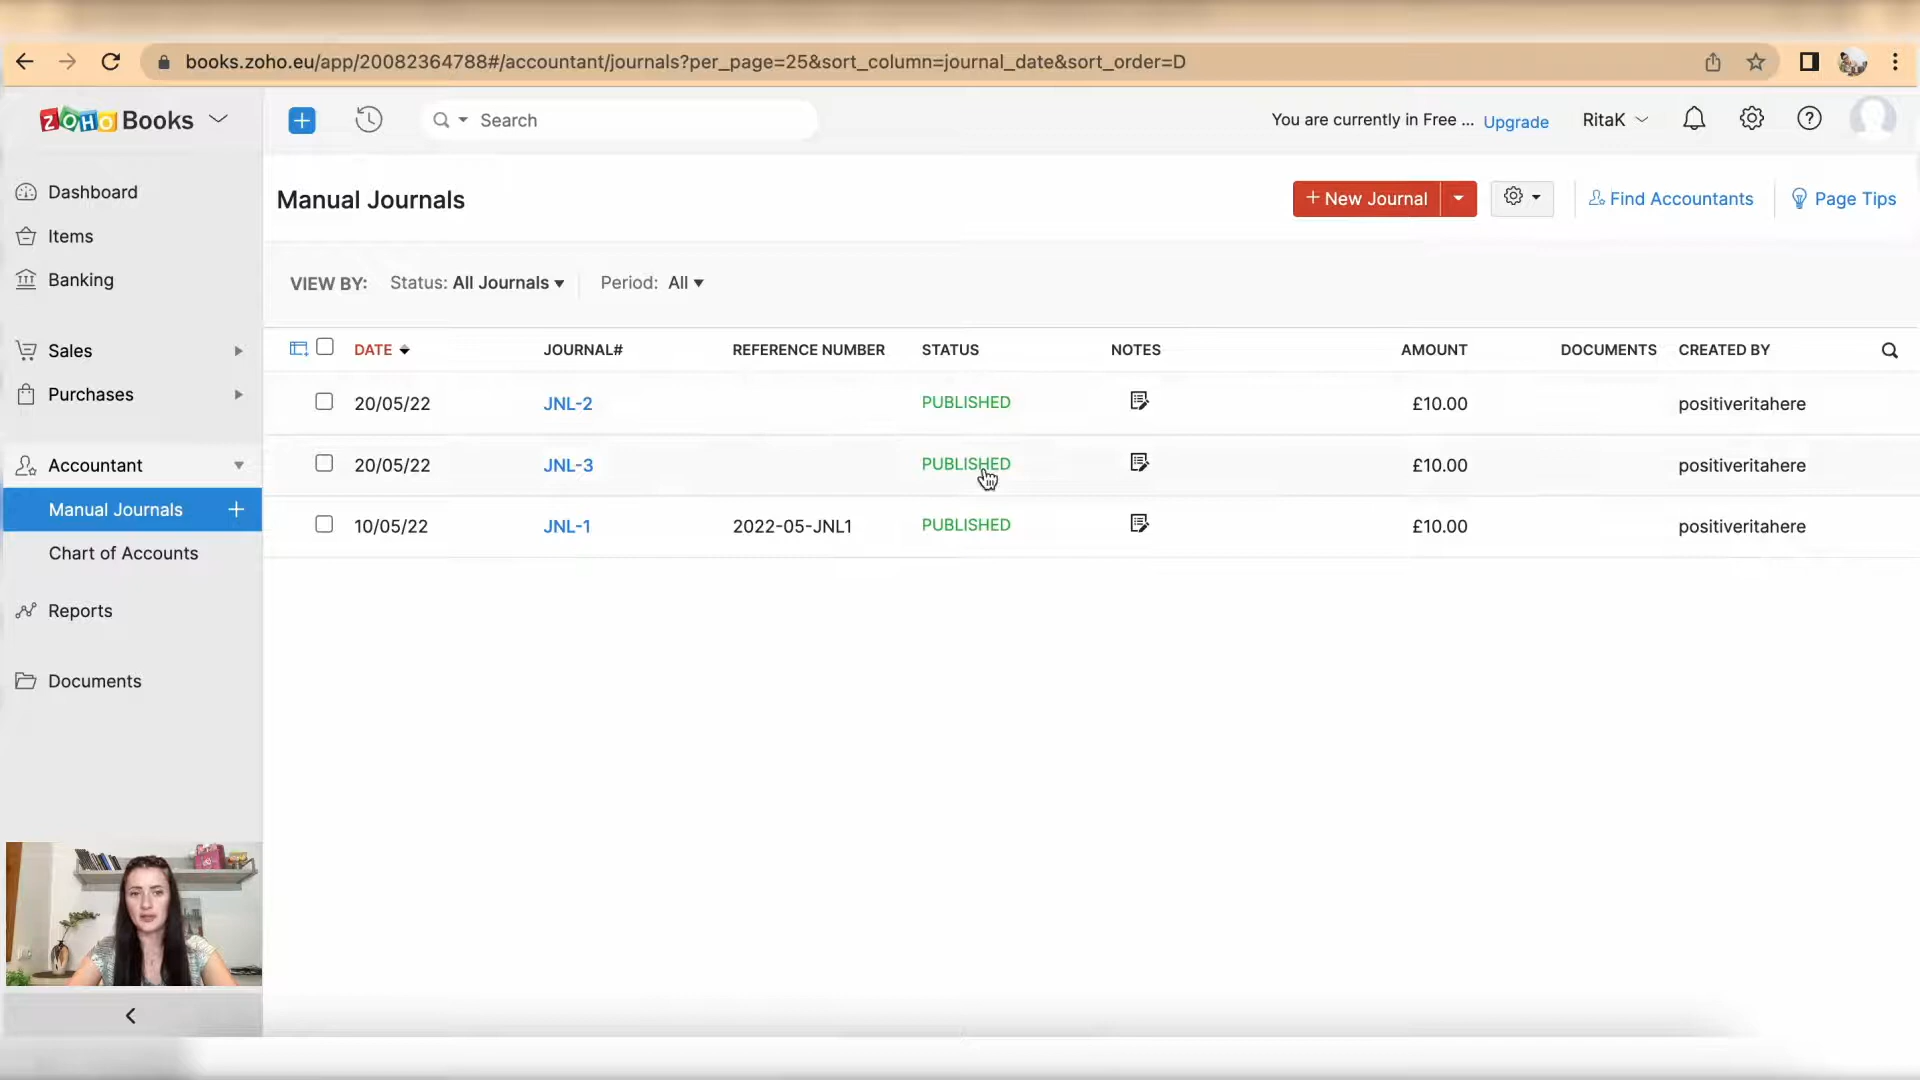 books.zoho.eu/app/20082364788#/accountant/journals?per_page=25&sort_column=journal_date&sort_order=D
ZOHO Books
Search
You are currently in Free ... Upgrade
RitaK
Dashboard
Items
Banking
Sales
Purchases
Accountant
Manual Journals
Chart of Accounts
Reports
Documents
Manual Journals
+ New Journal
Find Accountants
Page Tips
VIEW BY: Status: All Journals Period: All
DATE JOURNAL# REFERENCE NUMBER STATUS NOTES AMOUNT DOCUMENTS CREATED BY
20/05/22 JNL-2 PUBLISHED £10.00 positiveritahere
20/05/22 JNL-3 PUBLISHED £10.00 positiveritahere
10/05/22 JNL-1 2022-05-JNL1 PUBLISHED £10.00 positiveritahere